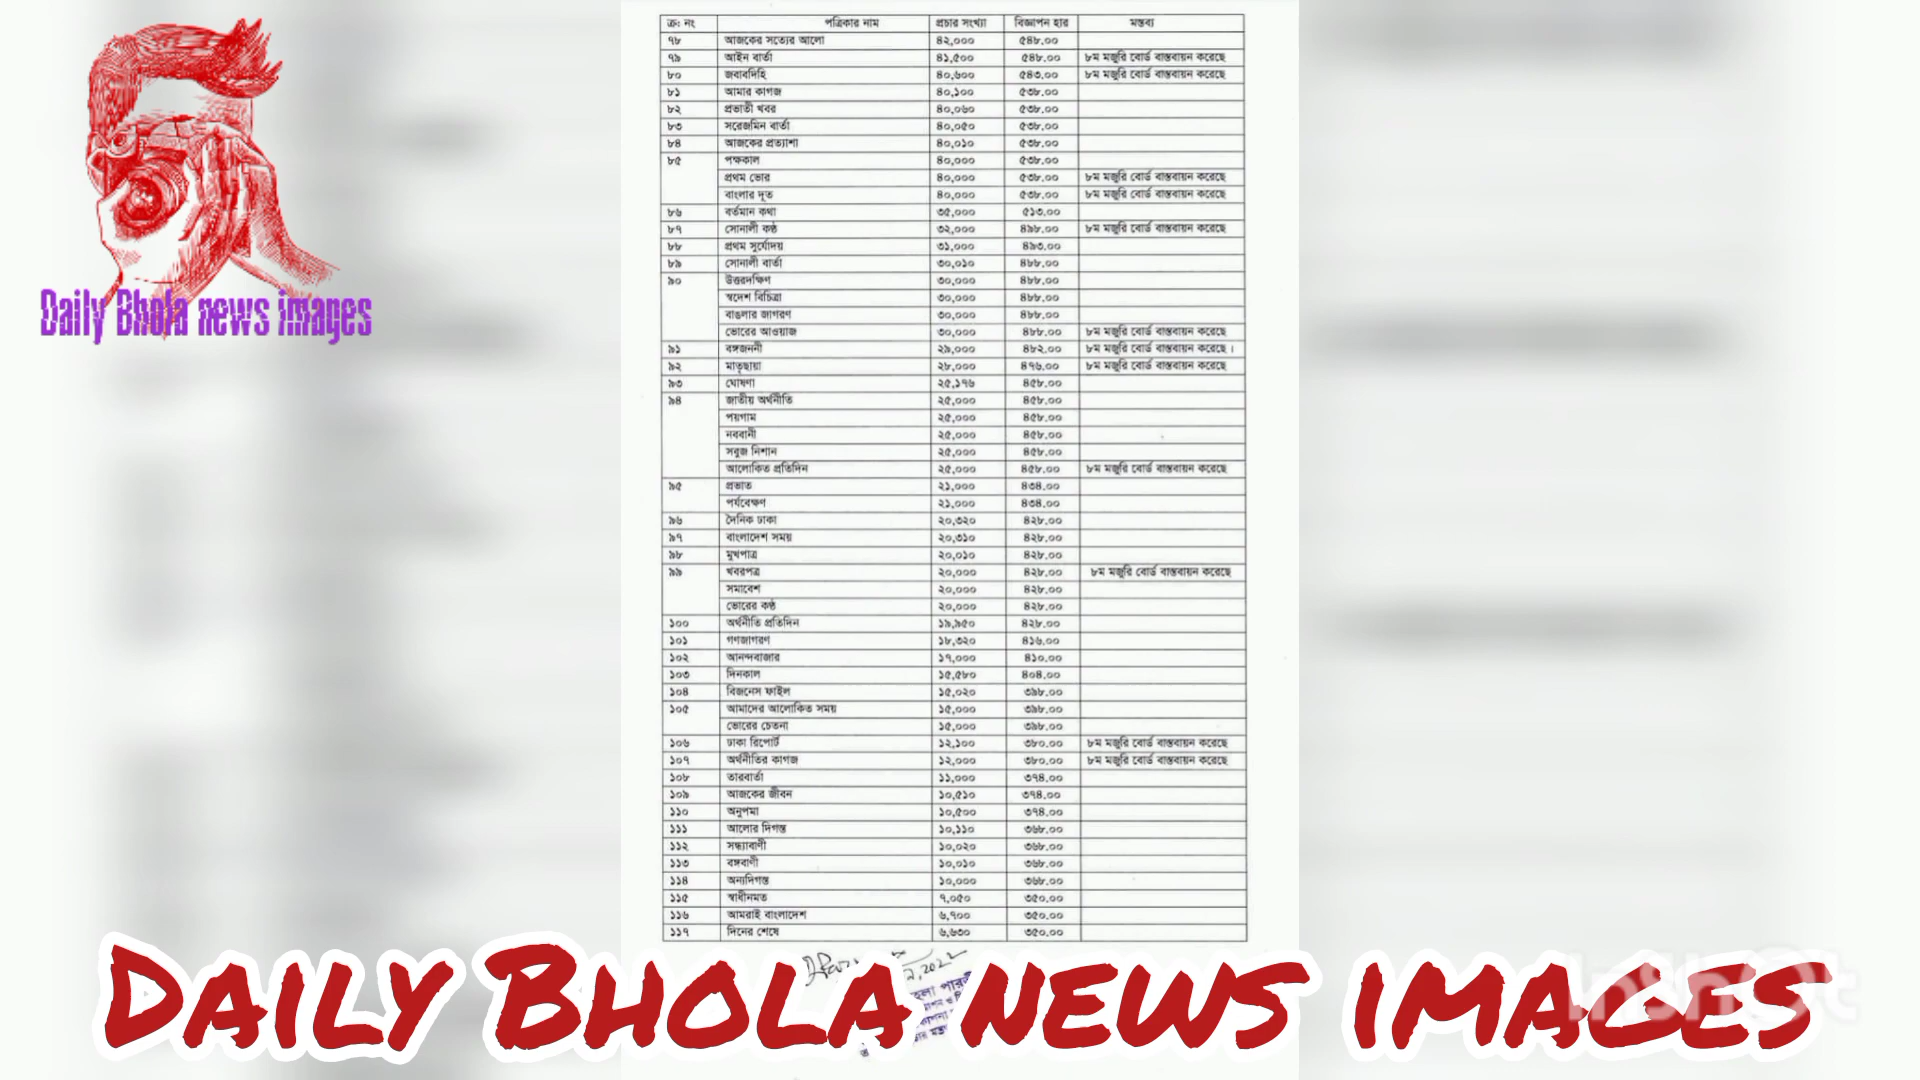 Daily Bhola news images
ক্রঃ নং পত্রিকার নাম প্রচার সংখ্যা বিজ্ঞাপন হার মন্তব্য
৭৮ আজকের সত্যের আলো ৪২,০০০ ৫৪৮.০০
৭৯ আইন বার্তা ৪১,৫০০ ৫৪৮.০০ ৮ম মজুরি বোর্ড বাস্তবায়ন করেছে
৮০ জবাবদিহি ৪০,৬০০ ৫৪৩.০০ ৮ম মজুরি বোর্ড বাস্তবায়ন করেছে
৮১ আমার কাগজ ৪০,১০০ ৫৩৮.০০
৮২ প্রভাতী খবর ৪০,০৬০ ৫৩৮.০০
৮৩ সরেজমিন বার্তা ৪০,০৫০ ৫৩৮.০০
৮৪ আজকের প্রত্যাশা ৪০,০১০ ৫৩৮.০০
৮৫ পক্ষকাল ৪০,০০০ ৫৩৮.০০
প্রথম ভোর ৪০,০০০ ৫৩৮.০০ ৮ম মজুরি বোর্ড বাস্তবায়ন করেছে
বাংলার দূত ৪০,০০০ ৫৩৮.০০ ৮ম মজুরি বোর্ড বাস্তবায়ন করেছে
৮৬ বর্তমান কথা ৩৫,০০০ ৫১৩.০০
৮৭ সোনালী কণ্ঠ ৩২,০০০ ৪৯৮.০০ ৮ম মজুরি বোর্ড বাস্তবায়ন করেছে
৮৮ প্রথম সূর্যোদয় ৩১,০০০ ৪৯৩.০০
৮৯ সোনালী বার্তা ৩০,০১০ ৪৮৮.০০
৯০ উত্তরদক্ষিণ ৩০,০০০ ৪৮৮.০০
স্বদেশ বিচিত্রা ৩০,০০০ ৪৮৮.০০
বাঙলার জাগরণ ৩০,০০০ ৪৮৮.০০
ভোরের আওয়াজ ৩০,০০০ ৪৮৮.০০ ৮ম মজুরি বোর্ড বাস্তবায়ন করেছে
৯১ বঙ্গজননী ২৯,০০০ ৪৮২.০০ ৮ম মজুরি বোর্ড বাস্তবায়ন করেছে।
৯২ মাতৃছায়া ২৮,০০০ ৪৭৬.০০ ৮ম মজুরি বোর্ড বাস্তবায়ন করেছে
৯৩ ঘোষণা ২৫,১৭৬ ৪৫৮.০০
৯৪ জাতীয় অর্থনীতি ২৫,০০০ ৪৫৮.০০
পয়গাম ২৫,০০০ ৪৫৮.০০
নববানী ২৫,০০০ ৪৫৮.০০
সবুজ নিশান ২৫,০০০ ৪৫৮.০০
আলোকিত প্রতিদিন ২৫,০০০ ৪৫৮.০০ ৮ম মজুরি বোর্ড বাস্তবায়ন করেছে
৯৫ প্রভাত ২১,০০০ ৪৩৪.০০
পর্যবেক্ষণ ২১,০০০ ৪৩৪.০০
৯৬ দৈনিক ঢাকা ২০,৩২০ ৪২৮.০০
৯৭ বাংলাদেশ সময় ২০,৩১০ ৪২৮.০০
৯৮ মুখপাত্র ২০,০১০ ৪২৮.০০
৯৯ খবরপত্র ২০,০০০ ৪২৮.০০ ৮ম মজুরি বোর্ড বাস্তবায়ন করেছে
সমাবেশ ২০,০০০ ৪২৮.০০
ভোরের কণ্ঠ ২০,০০০ ৪২৮.০০
১০০ অর্থনীতি প্রতিদিন ১৯,৯৫০ ৪২৮.০০
১০১ গণজাগরণ ১৮,৩২০ ৪১৬.০০
১০২ আনন্দবাজার ১৭,০০০ ৪১০.০০
১০৩ দিনকাল ১৫,৫৮০ ৪০৪.০০
১০৪ বিজনেস ফাইল ১৫,০২০ ৩৯৮.০০
১০৫ আমাদের আলোকিত সময় ১৫,০০০ ৩৯৮.০০
ভোরের চেতনা ১৫,০০০ ৩৯৮.০০
১০৬ ঢাকা রিপোর্ট ১২,১০০ ৩৮০.০০ ৮ম মজুরি বোর্ড বাস্তবায়ন করেছে
১০৭ অর্থনীতির কাগজ ১২,০০০ ৩৮০.০০ ৮ম মজুরি বোর্ড বাস্তবায়ন করেছে
১০৮ তারবার্তা ১১,০০০ ৩৭৪.০০
১০৯ আজকের জীবন ১০,৫১০ ৩৭৪.০০
১১০ অনুপমা ১০,৫০০ ৩৭৪.০০
১১১ আলোর দিগন্ত ১০,১১০ ৩৬৮.০০
১১২ সন্ধ্যাবাণী ১০,০২০ ৩৬৮.০০
১১৩ বঙ্গবাণী ১০,০১০ ৩৬৮.০০
১১৪ অন্যদিগন্ত ১০,০০০ ৩৬৮.০০
১১৫ স্বাধীনমত ৭,০৫০ ৩৫০.০০
১১৬ আমরাই বাংলাদেশ ৬,৭০০ ৩৫০.০০
১১৭ দিনের শেষে ৬,৬৩০ ৩৫০.০০
Daily Bhola news images
InShOt